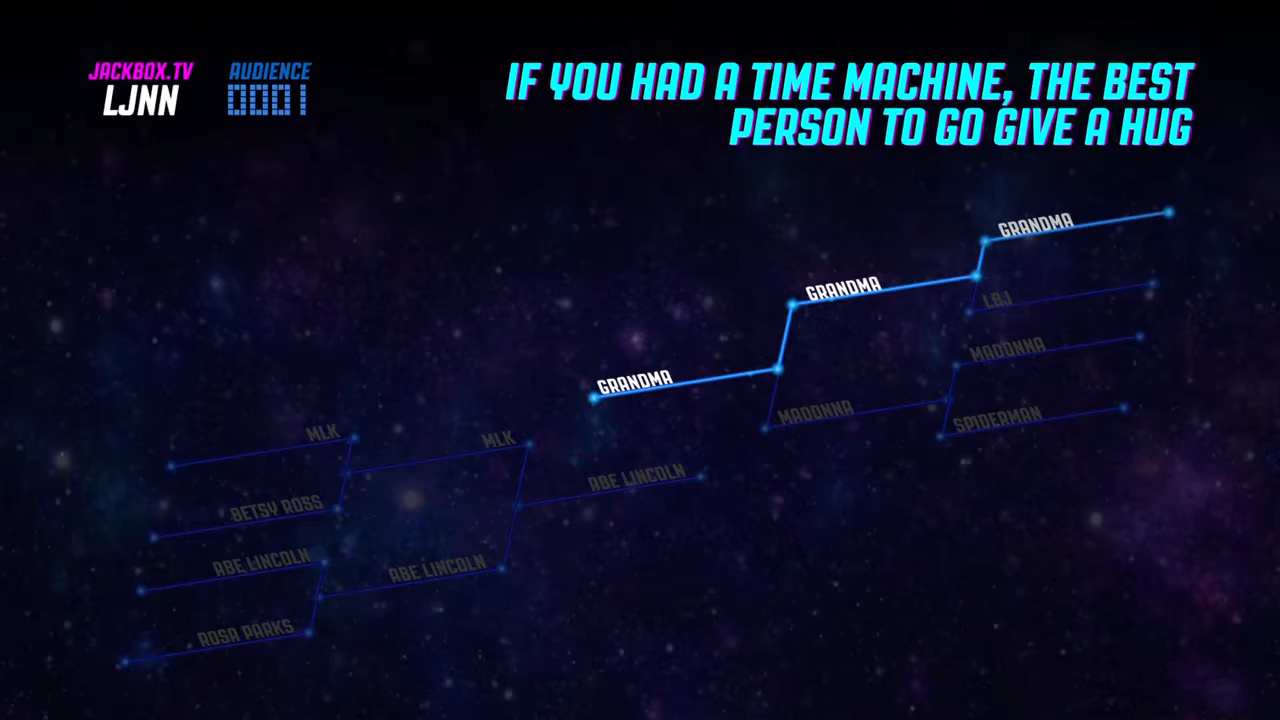 JACKBOX.TV
LJNN
AUDIENCE
0001
IF YOU HAD A TIME MACHINE, THE BEST
PERSON TO GO GIVE A HUG
MLK
BETSY ROSS
ABE LINCOLN
ROSA PARKS
MLK
ABE LINCOLN
ABE LINCOLN
GRANDMA
GRANDMA
MADONNA
GRANDMA
LBJ
MADONNA
SPIDERMAN